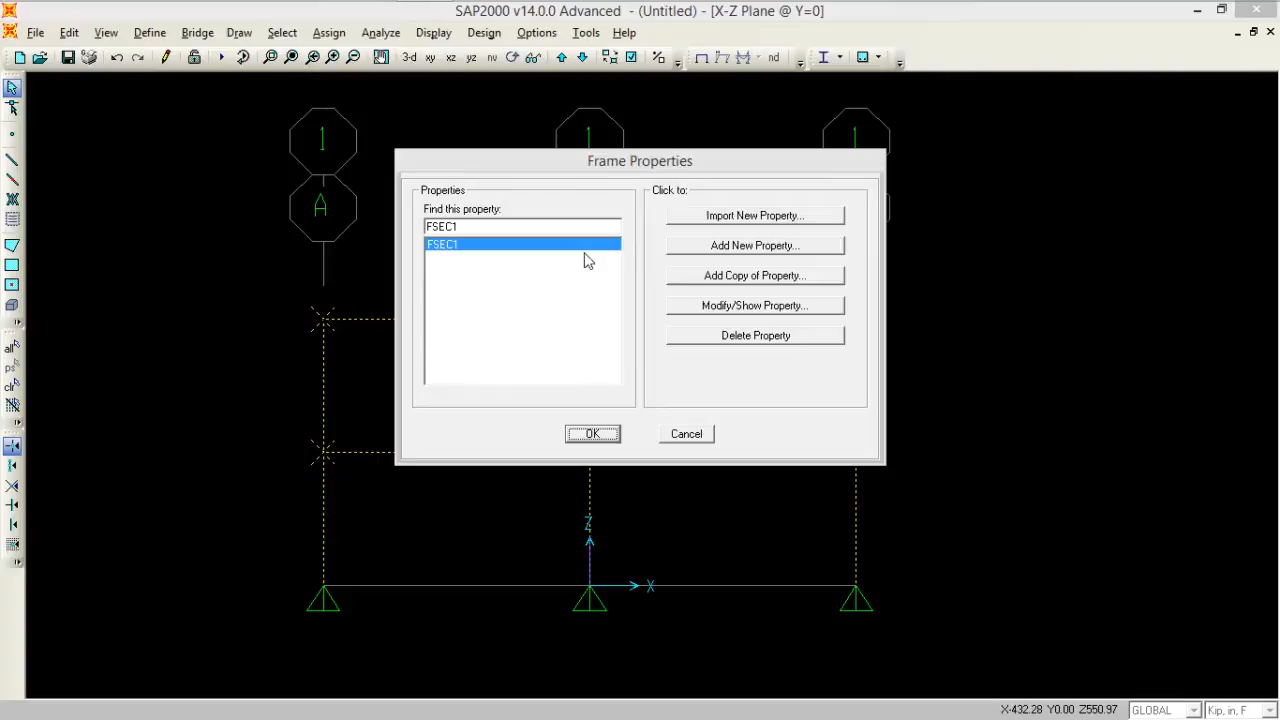 SAP2000 v14.0.0 Advanced - (Untitled) - [X-Z Plane @ Y=0]
File Edit View Define Bridge Draw Select Assign Analyze Display Design Options Tools Help
3-d xy xz yz nv nd
all
ps
clr
1 1 1
A
Frame Properties
Properties
Find this property:
FSEC1
FSEC1
Click to:
Import New Property...
Add New Property...
Add Copy of Property...
Modify/Show Property...
Delete Property
OK Cancel
Z
X
X-432.28 Y0.00 Z550.97 GLOBAL Kip, in, F